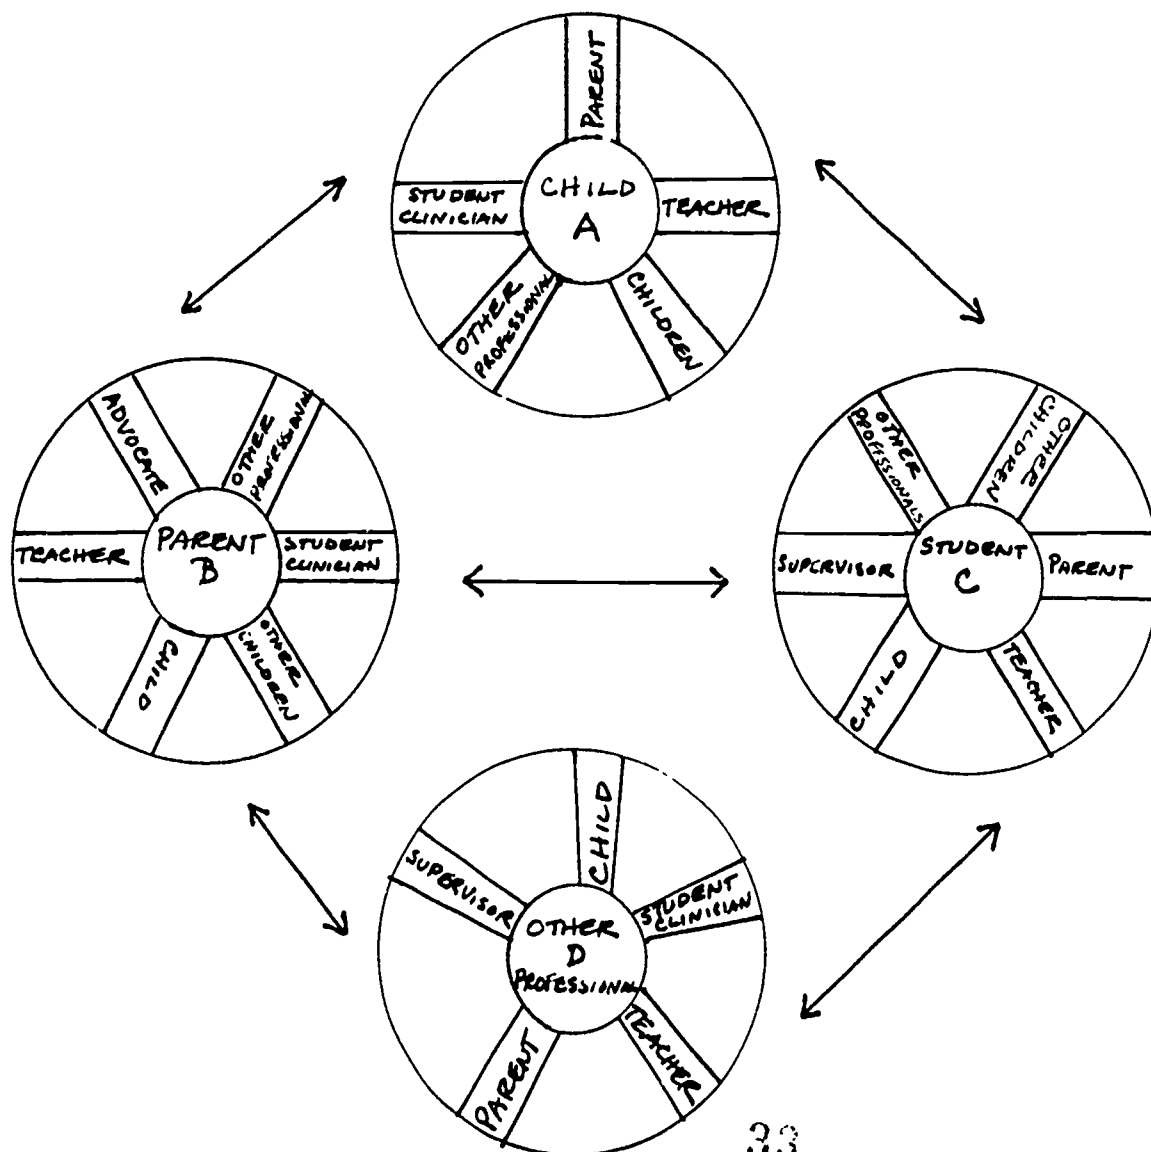 PARENT
CHILD
A
STUDENT
CLINICIAN
TEACHER
OTHER
PROFESSIONAL
CHILDREN
ADVOCATE
OTHER
PROFESSIONAL
TEACHER
PARENT
B
STUDENT
CLINICIAN
CHILD
OTHER
CHILDREN
OTHER
PROFESSIONALS
OTHER
CHILDREN
SUPERVISOR
STUDENT
C
PARENT
CHILD
TEACHER
CHILD
SUPERVISOR
STUDENT
CLINICIAN
OTHER
D
PROFESSIONAL
PARENT
TEACHER
33